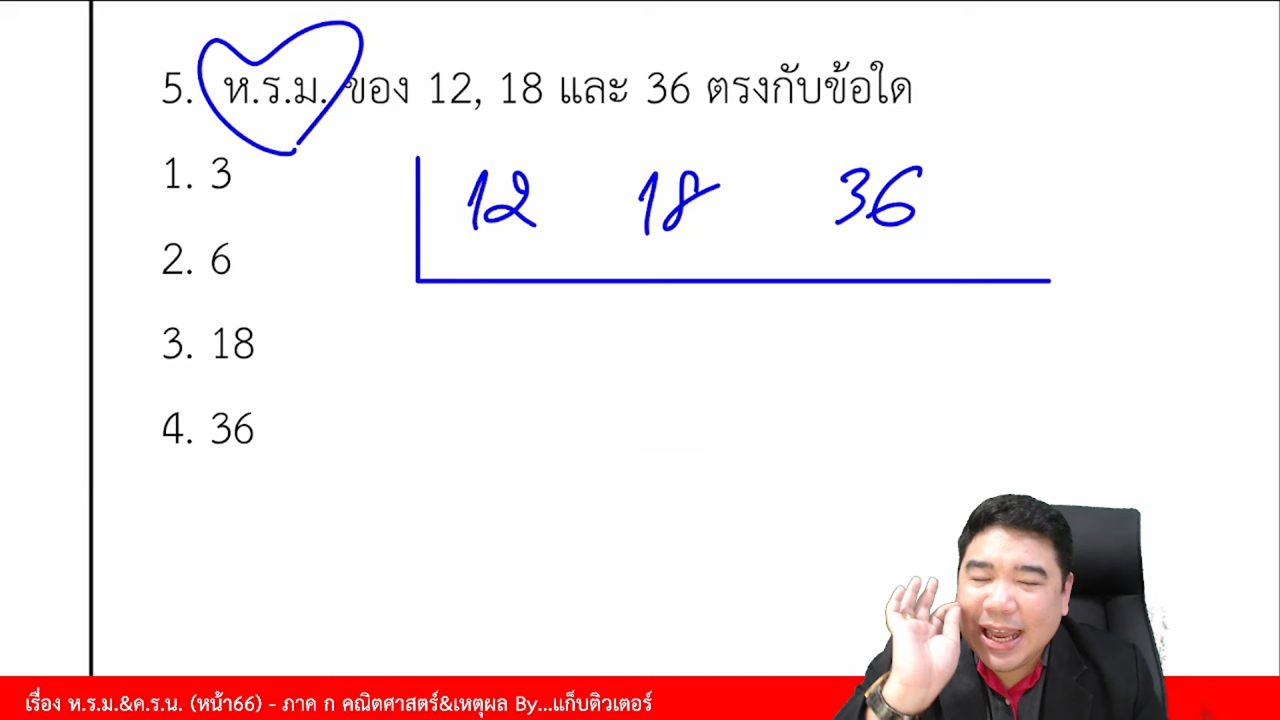 5. ห.ร.ม. ของ 12, 18 และ 36 ตรงกับข้อใด
1. 3
12 18 36
2. 6
3. 18
4. 36
เรื่อง ห.ร.ม.&ค.ร.น. (หน้า66) - ภาค ก คณิตศาสตร์&เหตุผล By...แก็บติวเตอร์